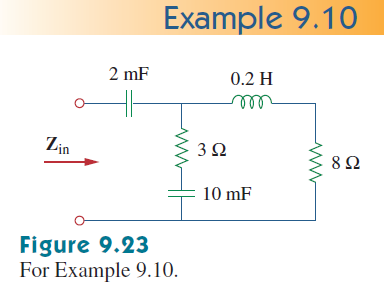 Example 9.10
2 mF
0.2 H
Zin
3 Ω
8 Ω
10 mF
Figure 9.23
For Example 9.10.